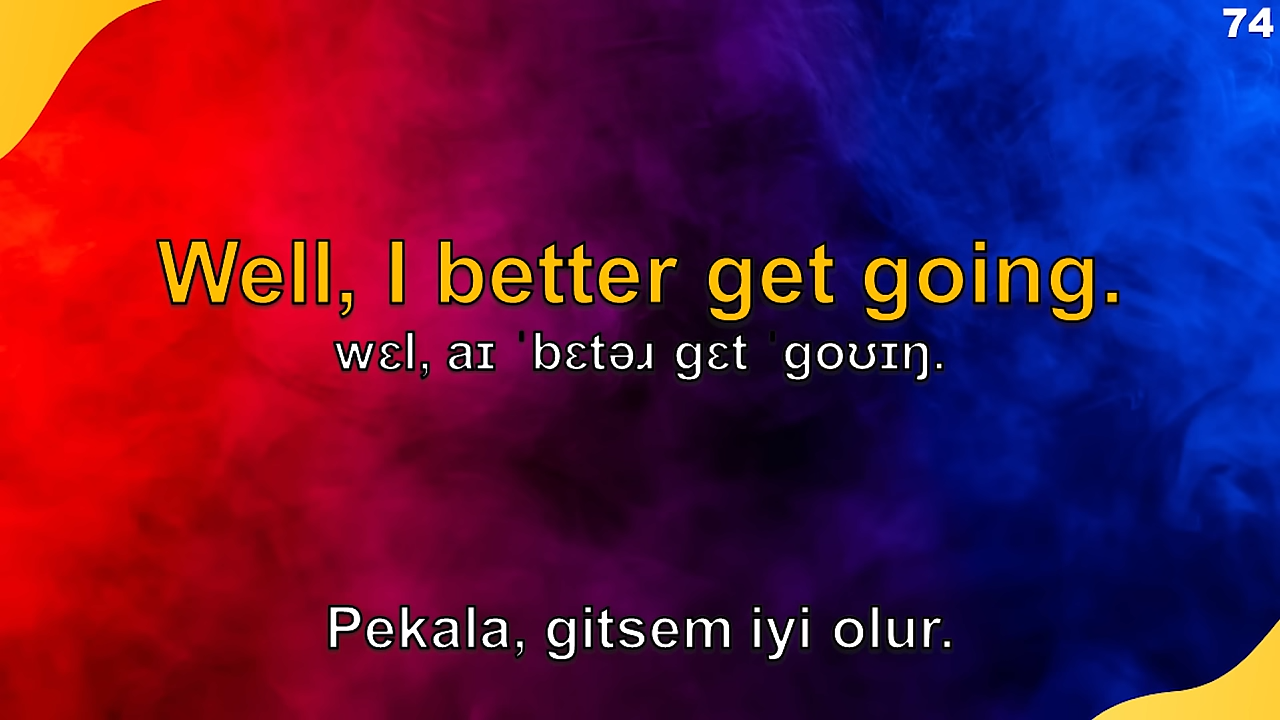 74
Well, I better get going.
wɛl, aɪ ˈbɛtəɹ gɛt ˈgoʊɪŋ.
Pekala, gitsem iyi olur.